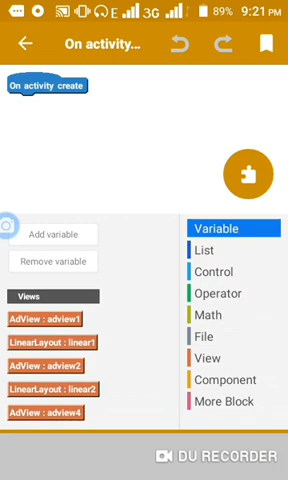 E 3G 89% 9:21 PM
On activity...
On activity create
Add variable
Remove variable
Views
AdView : adview1
LinearLayout : linear1
AdView : adview2
LinearLayout : linear2
AdView : adview4
Variable
List
Control
Operator
Math
File
View
Component
More Block
DU RECORDER